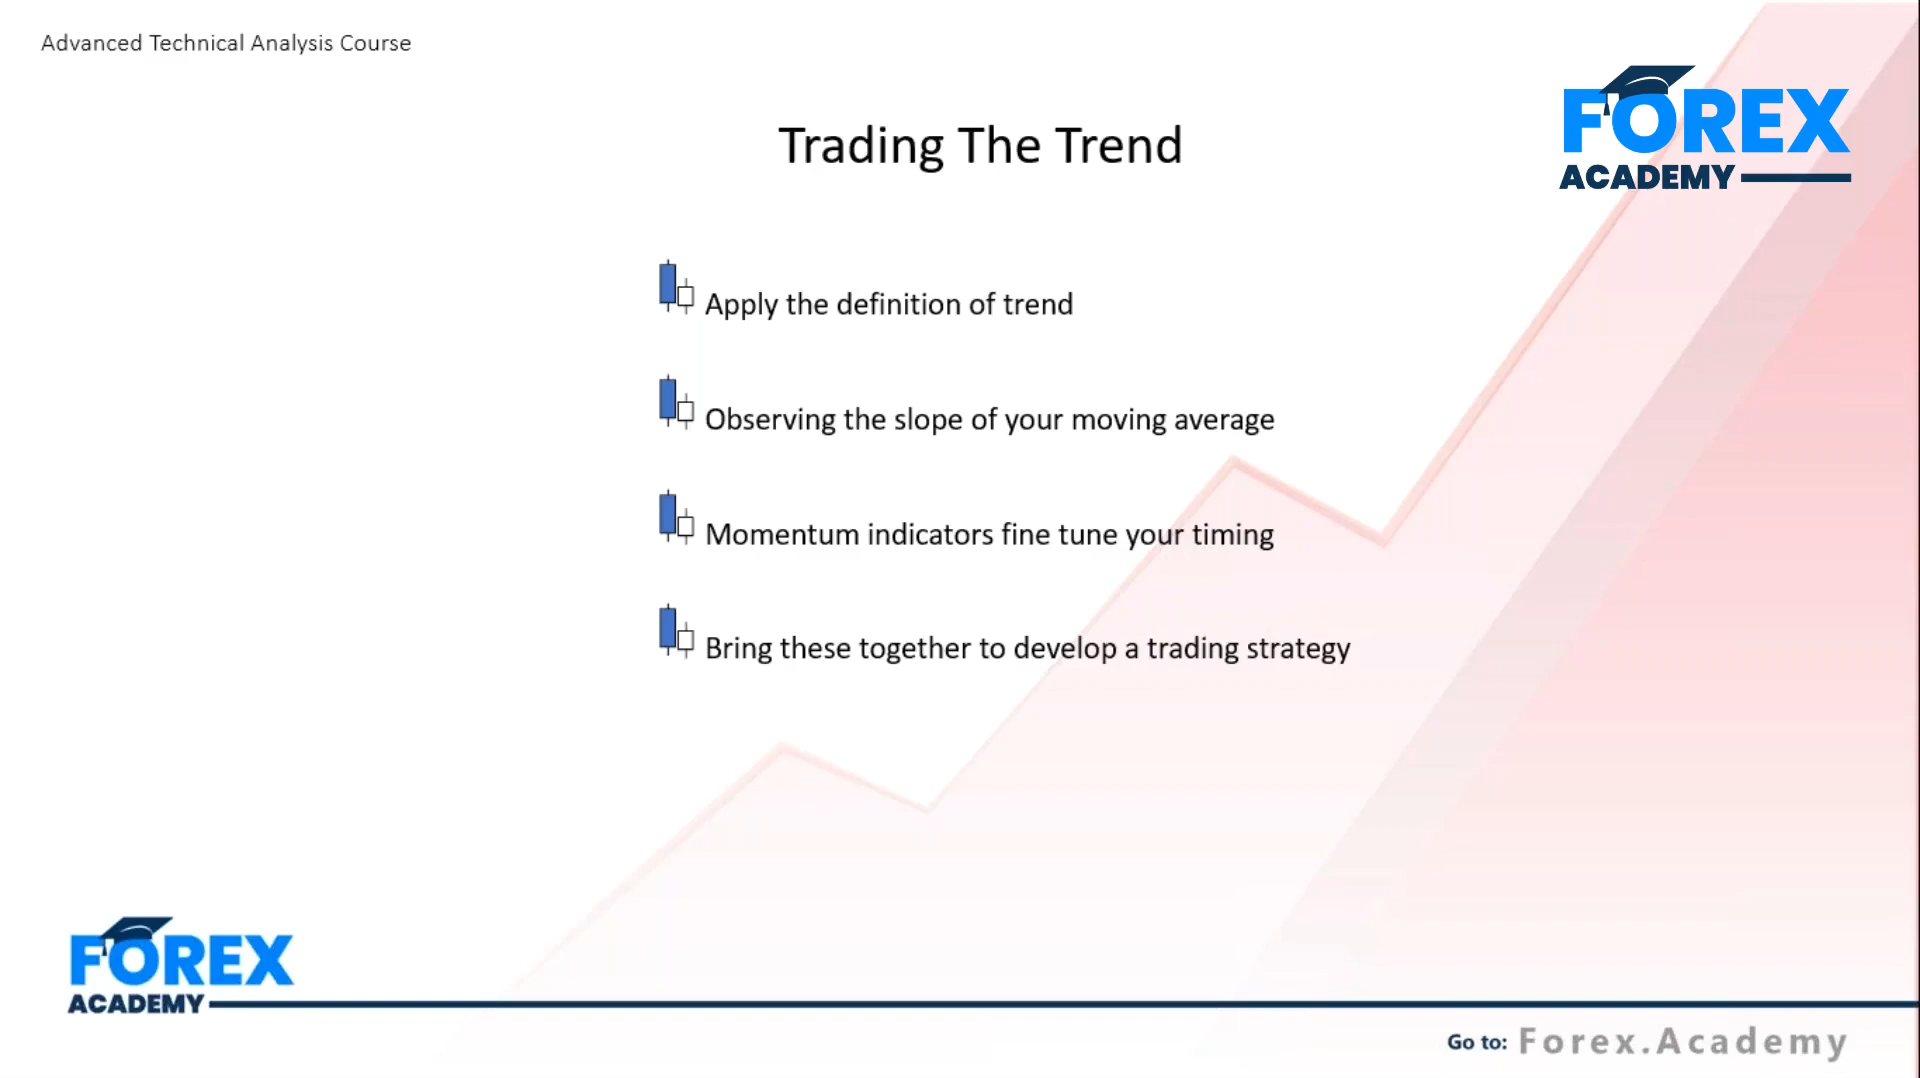 Advanced Technical Analysis Course
FOREX
ACADEMY
Trading The Trend
Apply the definition of trend
Observing the slope of your moving average
Momentum indicators fine tune your timing
Bring these together to develop a trading strategy
FOREX
ACADEMY
Go to: Forex.Academy